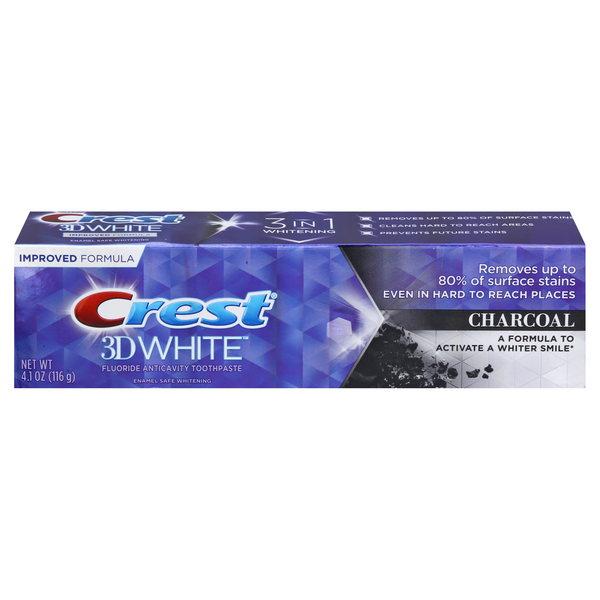 Crest
3D WHITE
IMPROVED FORMULA
ENAMEL SAFE WHITENING
3 IN 1
WHITENING
REMOVES UP TO 80% OF SURFACE STAINS
CLEANS HARD TO REACH AREAS
PREVENTS FUTURE STAINS
IMPROVED FORMULA
Crest®
3D WHITE™
FLUORIDE ANTICAVITY TOOTHPASTE
ENAMEL SAFE WHITENING
NET WT
4.1 OZ (116 g)
Removes up to
80% of surface stains
EVEN IN HARD TO REACH PLACES
CHARCOAL
A FORMULA TO
ACTIVATE A WHITER SMILE*